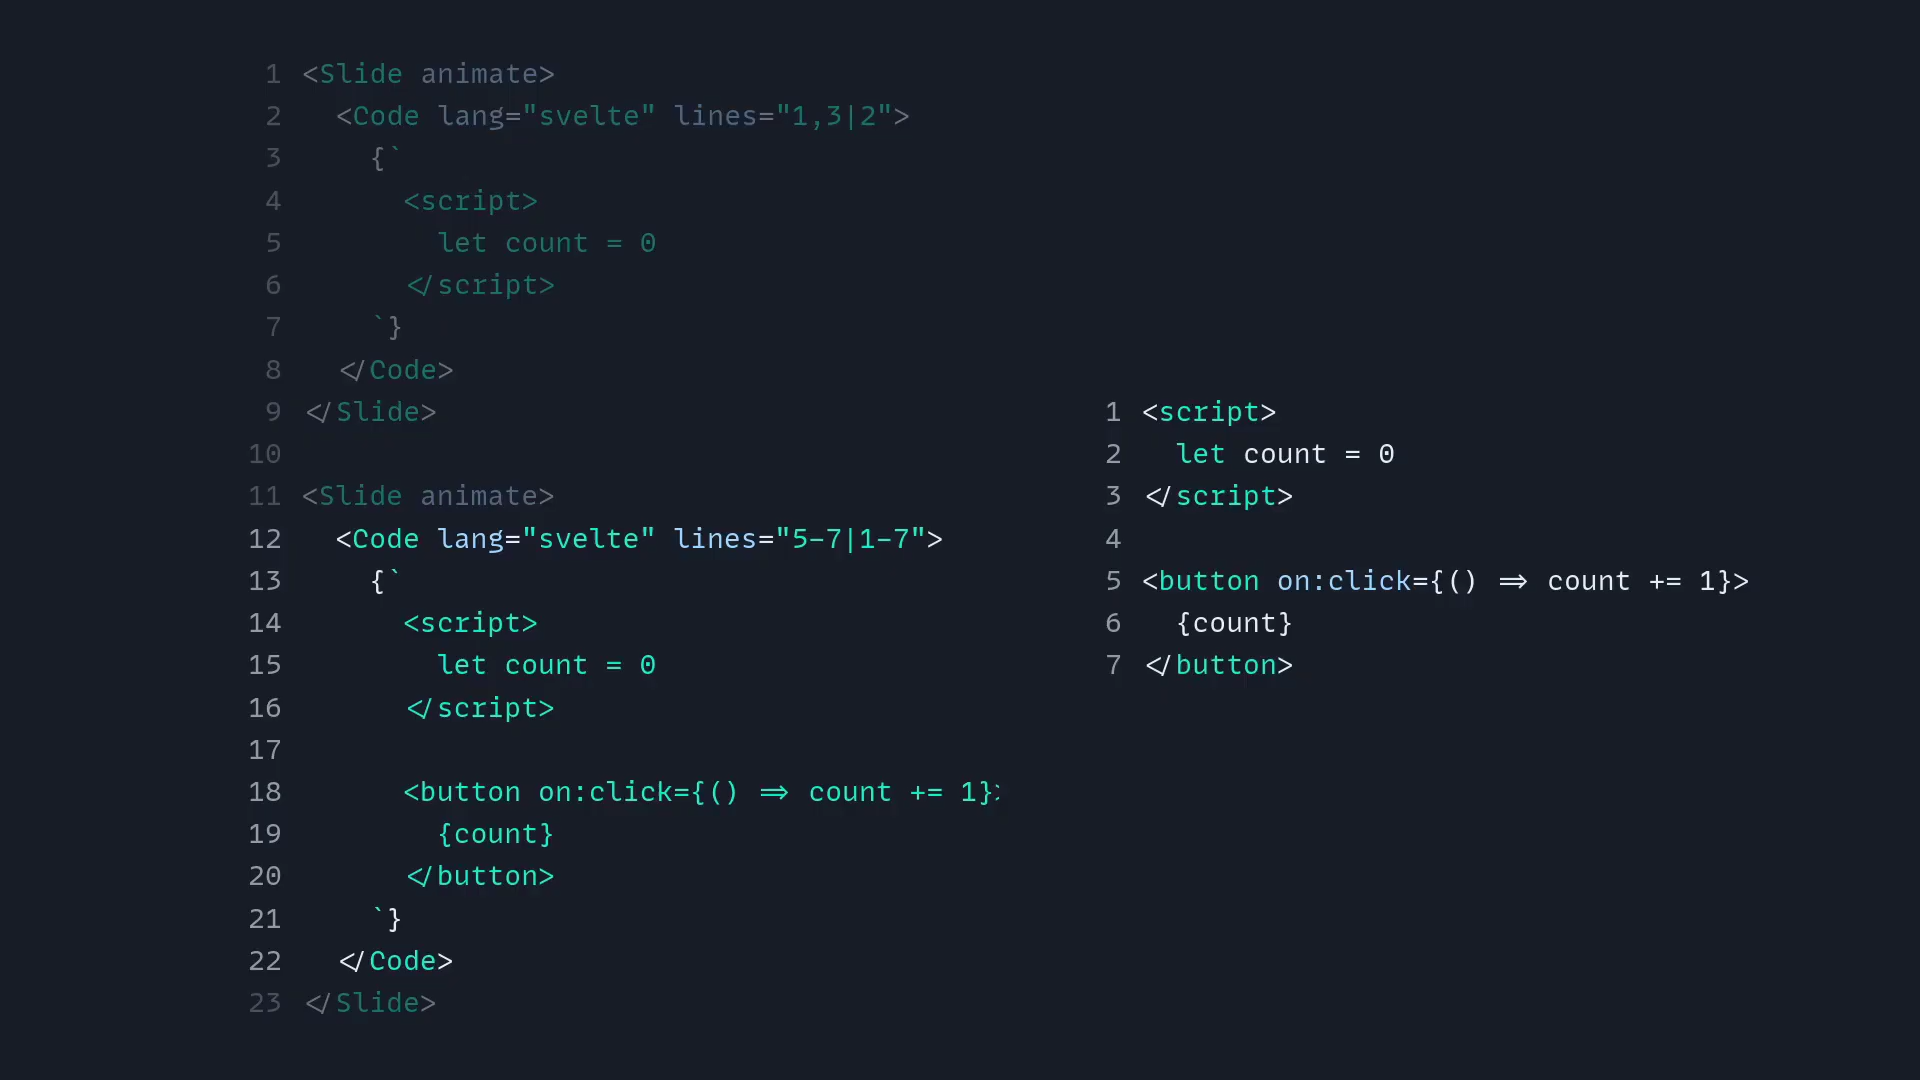 1 <Slide animate>
2   <Code lang="svelte" lines="1,3|2">
3     {`
4       <script>
5         let count = 0
6       </script>
7     `}
8   </Code>
9 </Slide>
10
11 <Slide animate>
12   <Code lang="svelte" lines="5-7|1-7">
13     {`
14       <script>
15         let count = 0
16       </script>
17
18       <button on:click={() => count += 1}>
19         {count}
20       </button>
21     `}
22   </Code>
23 </Slide>
1 <script>
2   let count = 0
3 </script>
4
5 <button on:click={() => count += 1}>
6   {count}
7 </button>